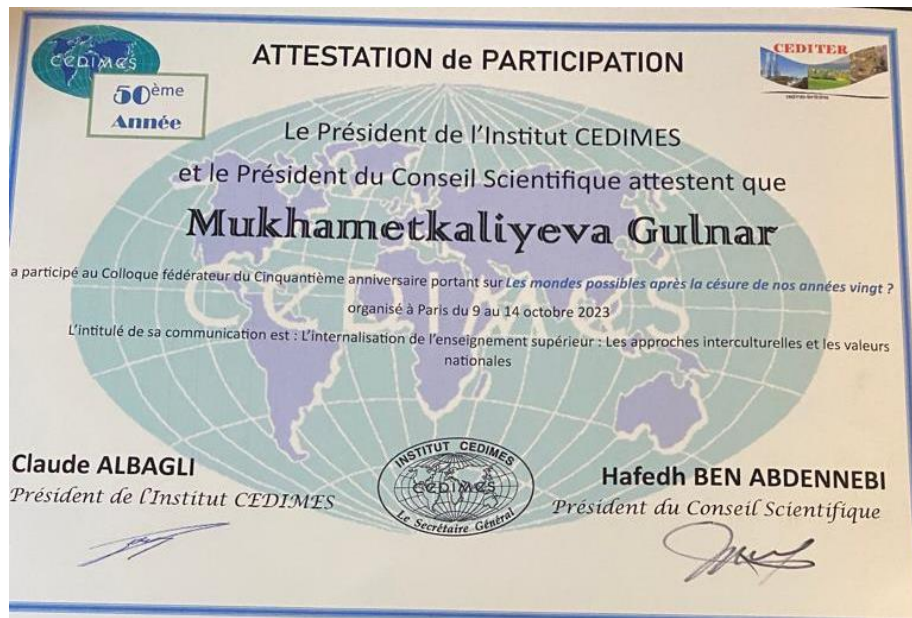 CEDIMES
50ème
Année
ATTESTATION de PARTICIPATION
CEDITER
Le Président de l'Institut CEDIMES
et le Président du Conseil Scientifique attestent que
Mukhametkaliyeva Gulnar
a participé au Colloque fédérateur du Cinquantième anniversaire portant sur Les mondes possibles après la césure de nos années vingt ?
organisé à Paris du 9 au 14 octobre 2023
L'intitulé de sa communication est : L'internalisation de l'enseignement supérieur : Les approches interculturelles et les valeurs
nationales
CEDIMES
Claude ALBAGLI
Président de l'Institut CEDIMES
INSTITUT CEDIMES
CEDIMES
Le Secrétaire Général
Hafedh BEN ABDENNEBI
Président du Conseil Scientifique